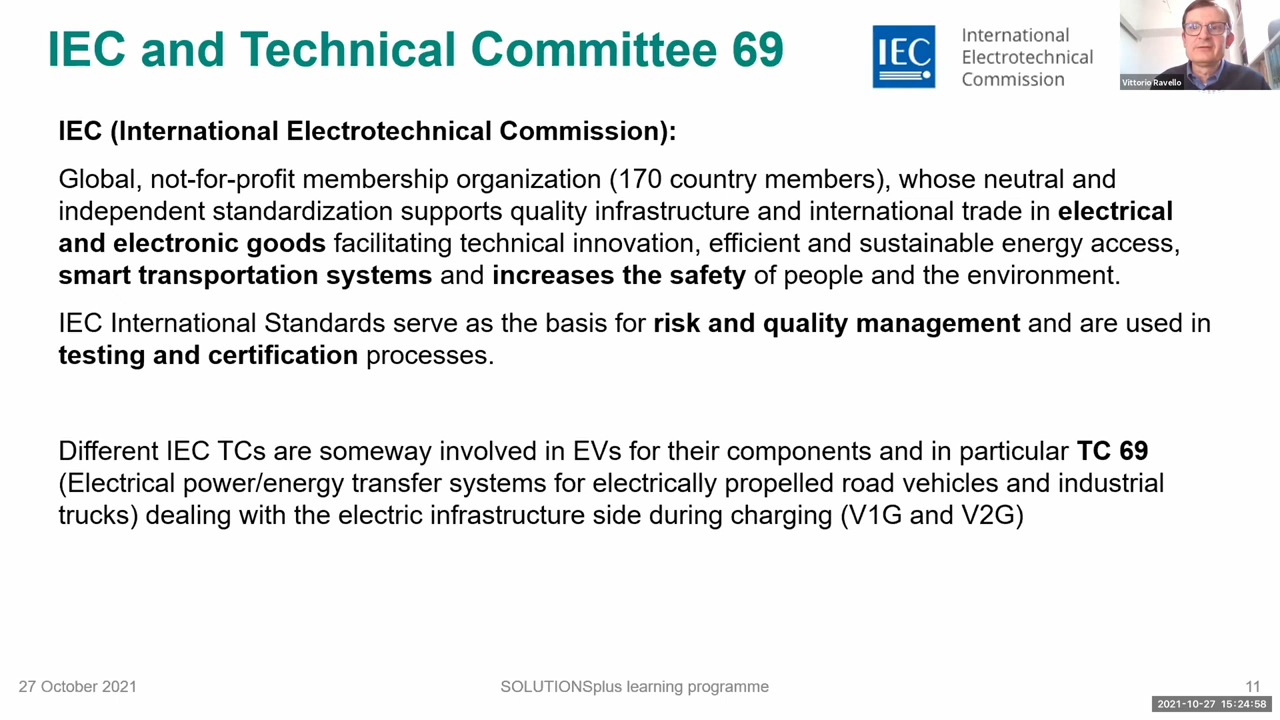 IEC and Technical Committee 69
IEC
International
Electrotechnical
Commission
Vittorio Ravello
IEC (International Electrotechnical Commission):
Global, not-for-profit membership organization (170 country members), whose neutral and
independent standardization supports quality infrastructure and international trade in electrical
and electronic goods facilitating technical innovation, efficient and sustainable energy access,
smart transportation systems and increases the safety of people and the environment.
IEC International Standards serve as the basis for risk and quality management and are used in
testing and certification processes.
Different IEC TCs are someway involved in EVs for their components and in particular TC 69
(Electrical power/energy transfer systems for electrically propelled road vehicles and industrial
trucks) dealing with the electric infrastructure side during charging (V1G and V2G)
27 October 2021
SOLUTIONSplus learning programme
11
2021-10-27 15:24:58